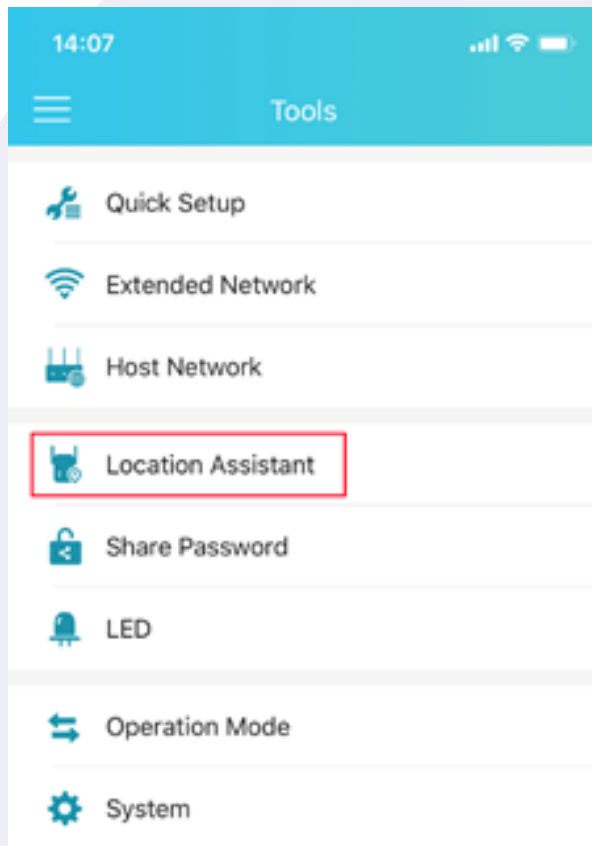 14:07
Tools
Quick Setup
Extended Network
Host Network
Location Assistant
Share Password
LED
Operation Mode
System